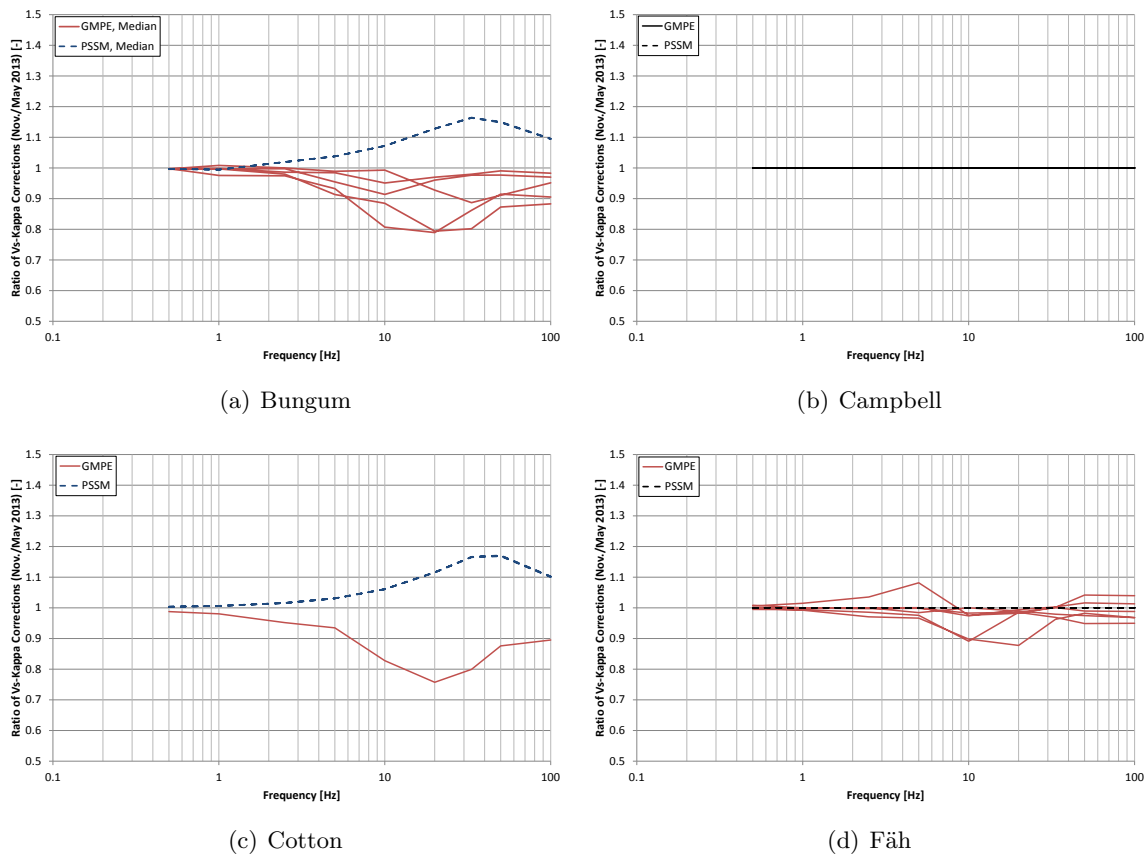 Ratio of Vs-Kappa Corrections (Nov./May 2013) [-]
1.5
1.4
1.3
1.2
1.1
1
0.9
0.8
0.7
0.6
0.5
GMPE, Median
PSSM, Median
0.1 1 10 100
Frequency [Hz]
(a) Bungum
Ratio of Vs-Kappa Corrections (Nov./May 2013) [-]
1.5
1.4
1.3
1.2
1.1
1
0.9
0.8
0.7
0.6
0.5
GMPE
PSSM
0.1 1 10 100
Frequency [Hz]
(b) Campbell
Ratio of Vs-Kappa Corrections (Nov./May 2013) [-]
1.5
1.4
1.3
1.2
1.1
1
0.9
0.8
0.7
0.6
0.5
GMPE
PSSM
0.1 1 10 100
Frequency [Hz]
(c) Cotton
Ratio of Vs-Kappa Corrections (Nov./May 2013) [-]
1.5
1.4
1.3
1.2
1.1
1
0.9
0.8
0.7
0.6
0.5
GMPE
PSSM
0.1 1 10 100
Frequency [Hz]
(d) Fäh